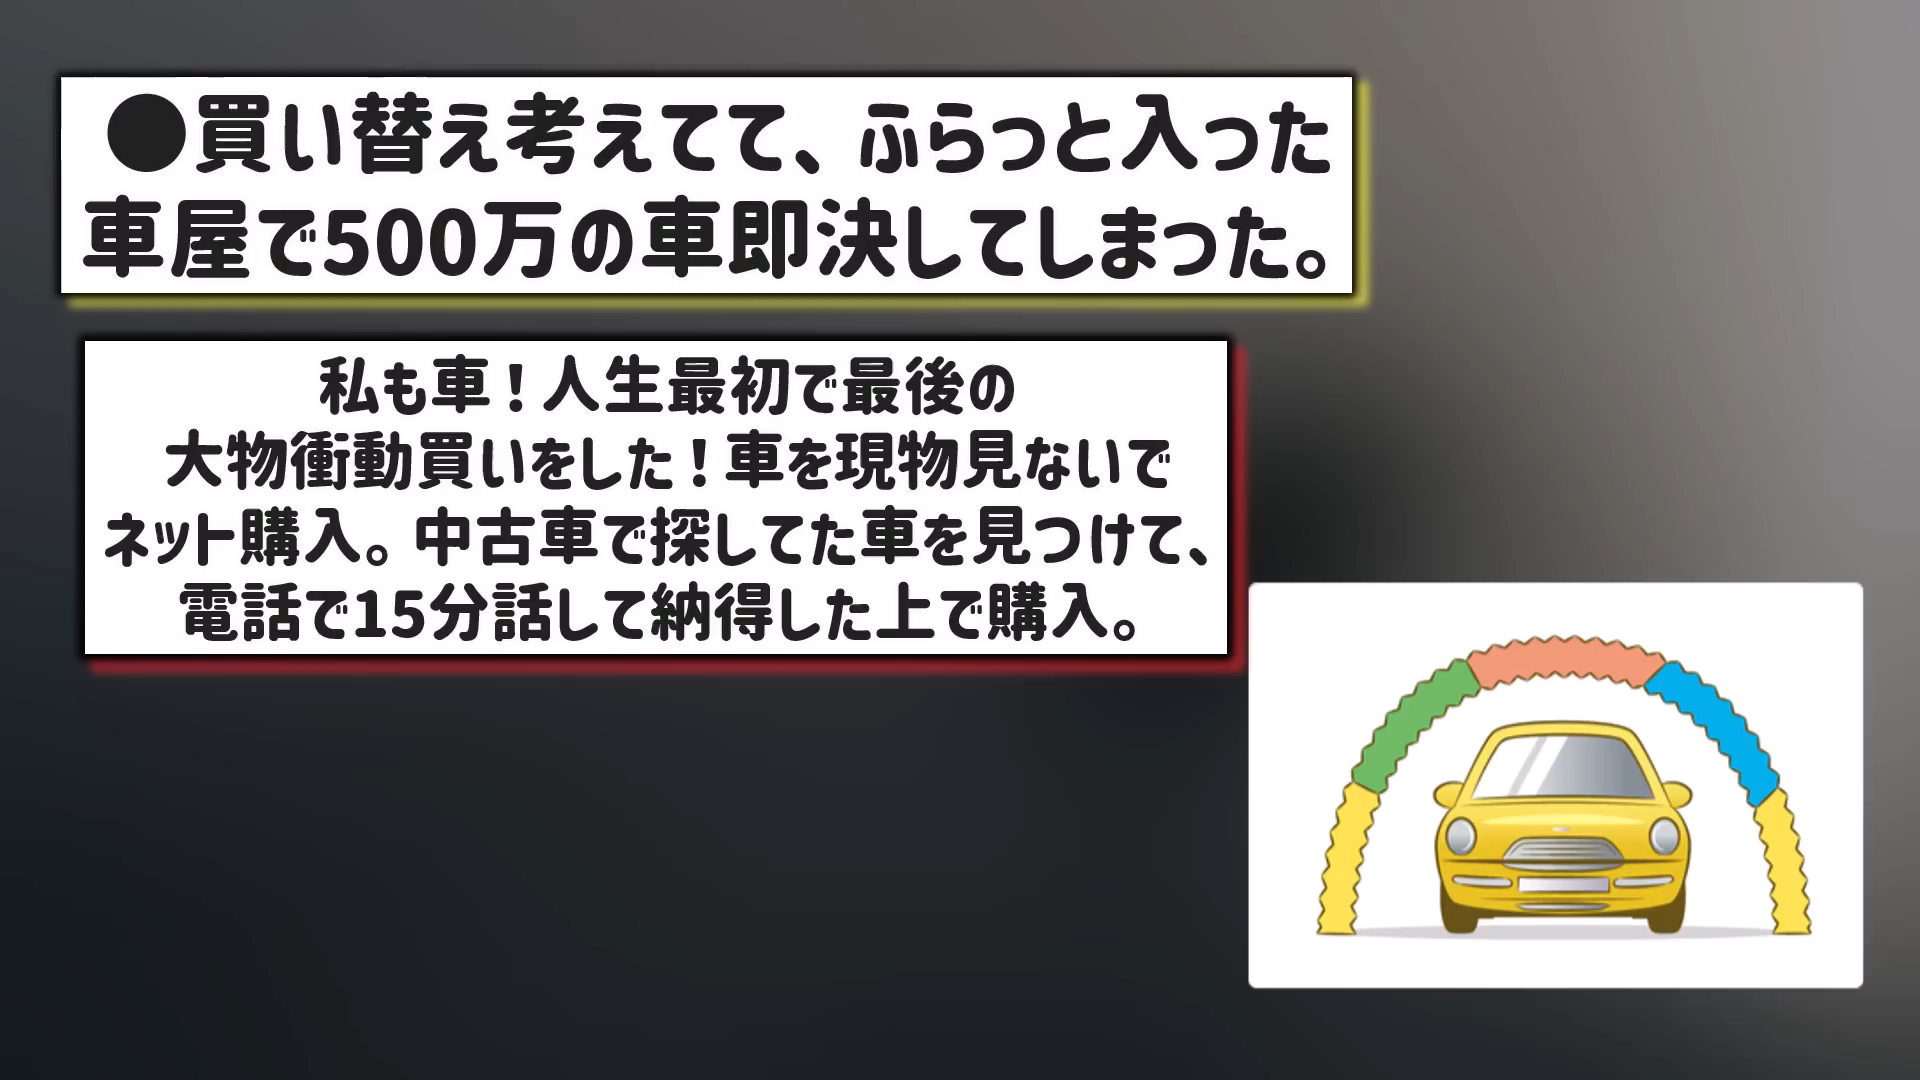 ●買い替え考えてて、ふらっと入った
車屋で500万の車即決してしまった。
私も車！人生最初で最後の
大物衝動買いをした！車を現物見ないで
ネット購入。中古車で探してた車を見つけて、
電話で15分話して納得した上で購入。